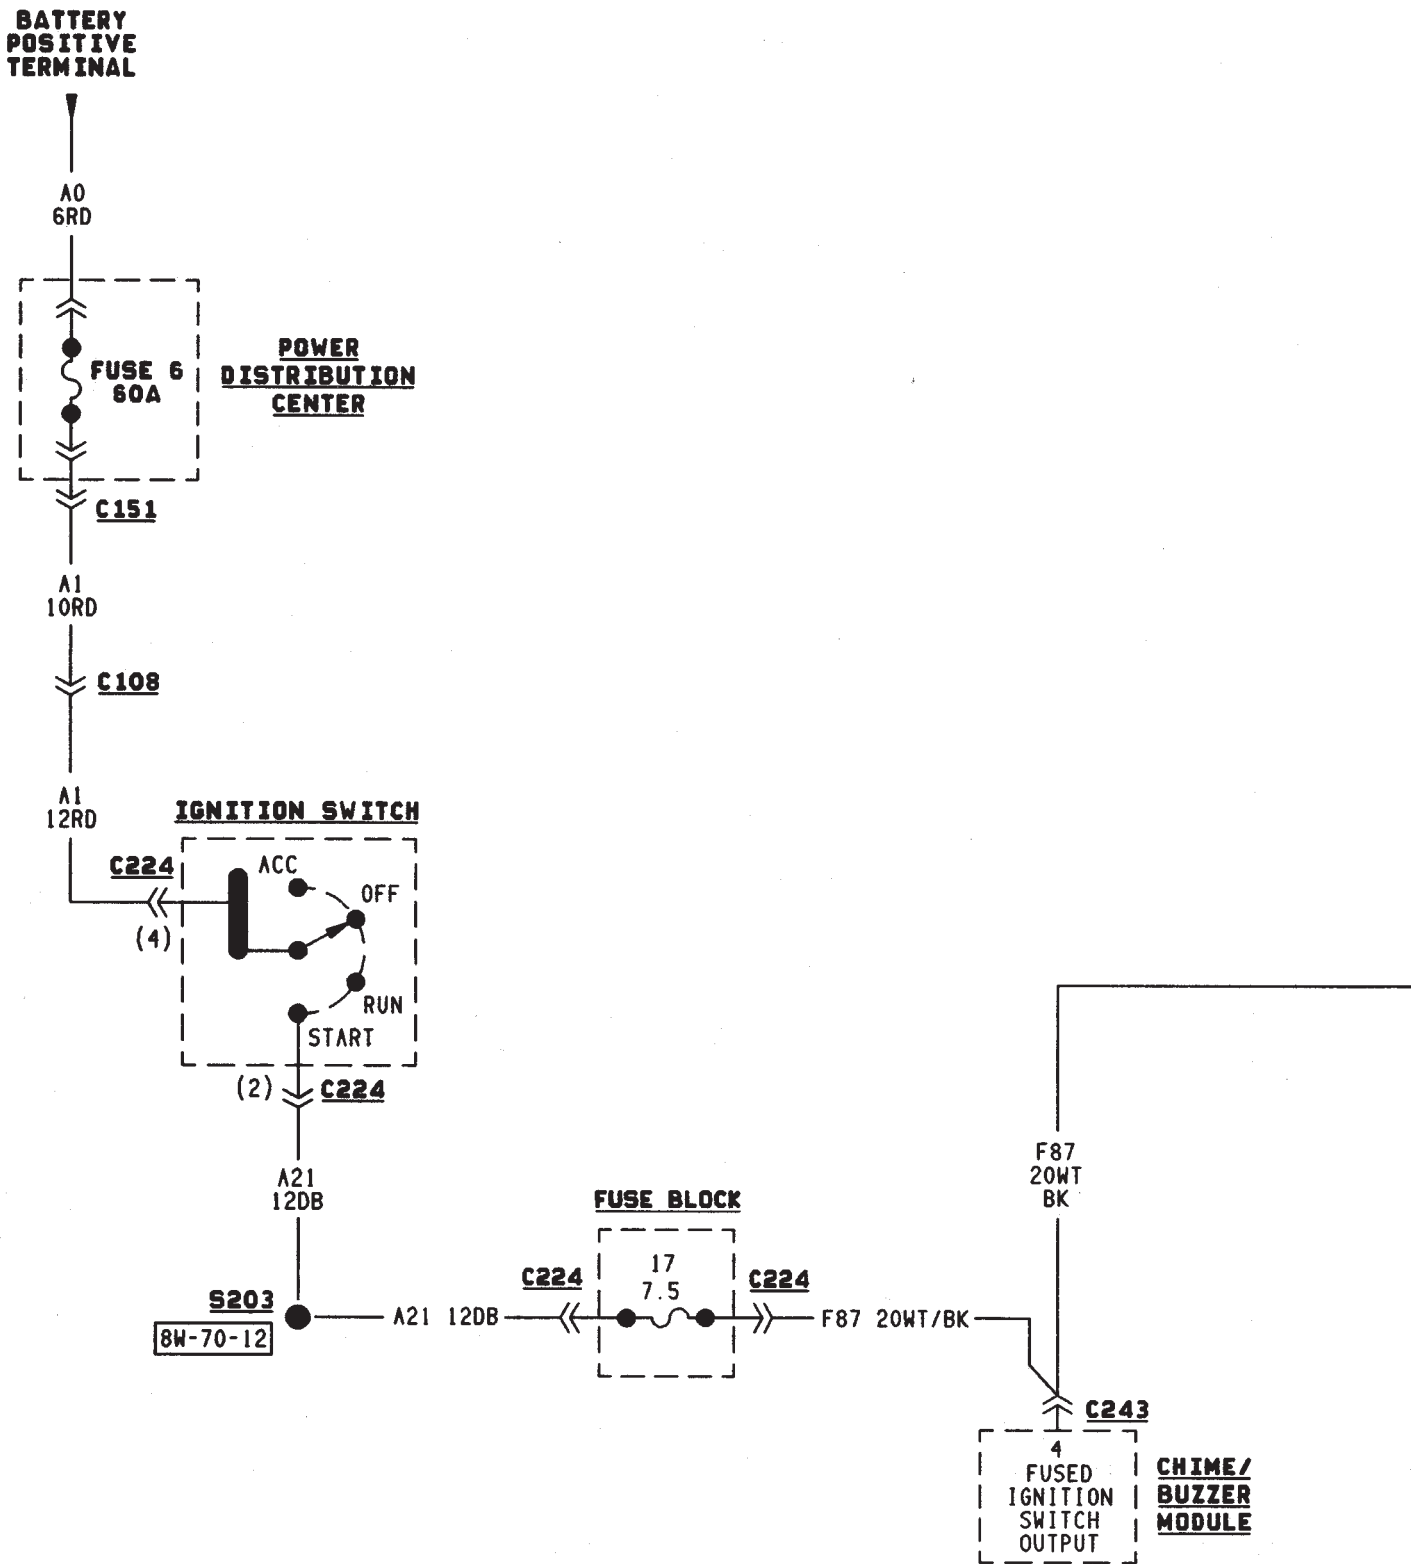 BATTERY
POSITIVE
TERMINAL
A0
6RD
FUSE 6
60A
POWER
DISTRIBUTION
CENTER
C151
A1
10RD
C108
A1
12RD
IGNITION SWITCH
C224
(4)
ACC
OFF
RUN
START
(2)
C224
A21
12DB
S203
8W-70-12
A21 12DB
FUSE BLOCK
C224
17
7.5
C224
F87 20WT/BK
F87
20WT
BK
C243
4
FUSED
IGNITION
SWITCH
OUTPUT
CHIME/
BUZZER
MODULE